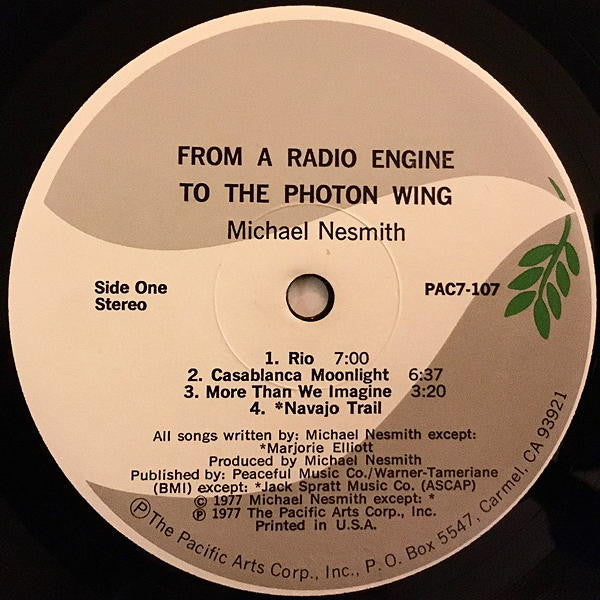 FROM A RADIO ENGINE
TO THE PHOTON WING
Michael Nesmith
Side One
Stereo
PAC7-107
1. Rio 7:00
2. Casablanca Moonlight 6:37
3. More Than We Imagine 3:20
4. *Navajo Trail
All songs written by: Michael Nesmith except:
*Marjorie Elliott
Produced by Michael Nesmith
Published by: Peaceful Music Co./Warner-Tameriane
(BMI) except: *Jack Spratt Music Co. (ASCAP)
© 1977 Michael Nesmith except: *
℗ 1977 The Pacific Arts Corp., Inc.
Printed in U.S.A.
℗ The Pacific Arts Corp., Inc., P. O. Box 5547, Carmel, CA 93921